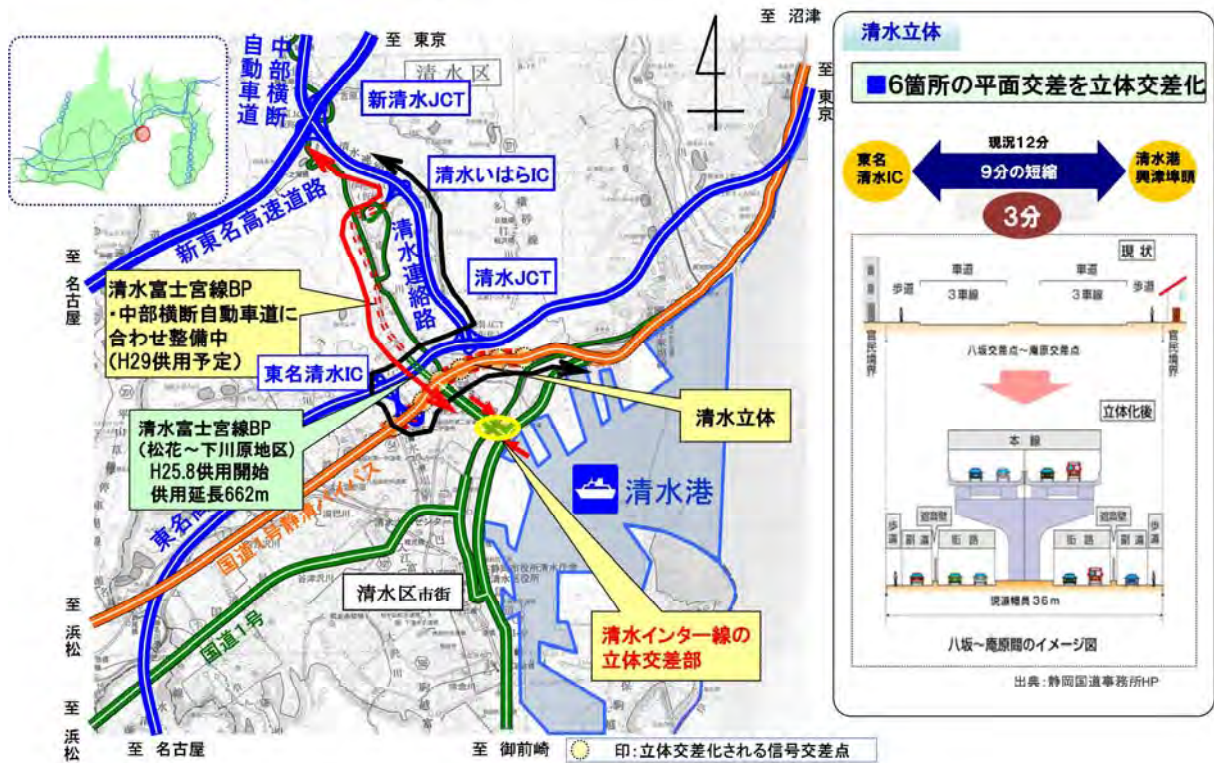 至 沼津
至 東京
中部横断
自動車道
清水区
新清水JCT
至
東京
清水いはらIC
新東名高速道路
清水連絡路
至
名古屋
清水JCT
清水富士宮線BP
・中部横断自動車道に
合わせ整備中
(H29供用予定)
東名清水IC
清水立体
清水富士宮線BP
(松花～下川原地区)
H25.8供用開始
供用延長662m
清水港
東名高
国道1号静清バイパス
清水区市街
国道1号
至
浜松
清水インター線の
立体交差部
至
浜松
至 名古屋
至 御前崎
印:立体交差化される信号交差点
清水立体
■6箇所の平面交差を立体交差化
東名
清水IC
現況12分
9分の短縮
清水港
興津埠頭
3分
現 状
歩道
車道
3車線
車道
3車線
歩道
官民境界
八坂交差点～庵原交差点
官民境界
立体化後
本 線
遮音壁
遮音壁
歩道
副 道
街 路
街 路
副 道
歩道
現道幅員36m
八坂～庵原間のイメージ図
出典:静岡国道事務所HP